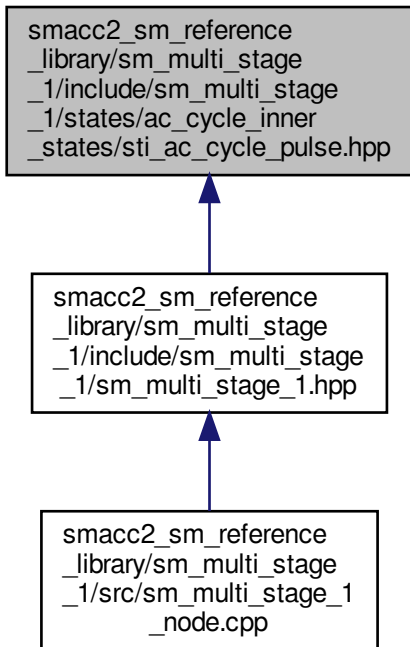 smacc2_sm_reference
_library/sm_multi_stage
_1/include/sm_multi_stage
_1/states/ac_cycle_inner
_states/sti_ac_cycle_pulse.hpp
smacc2_sm_reference
_library/sm_multi_stage
_1/include/sm_multi_stage
_1/sm_multi_stage_1.hpp
smacc2_sm_reference
_library/sm_multi_stage
_1/src/sm_multi_stage_1
_node.cpp